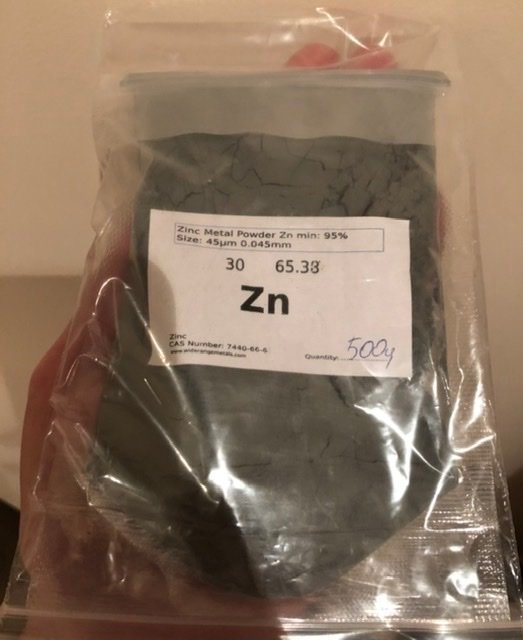 Zinc Metal Powder Zn min: 95%
Size: 45µm 0.045mm
30 65.38
Zn
Zinc
CAS Number: 7440-66-6
www.widerangemetals.com
Quantity:.....500g